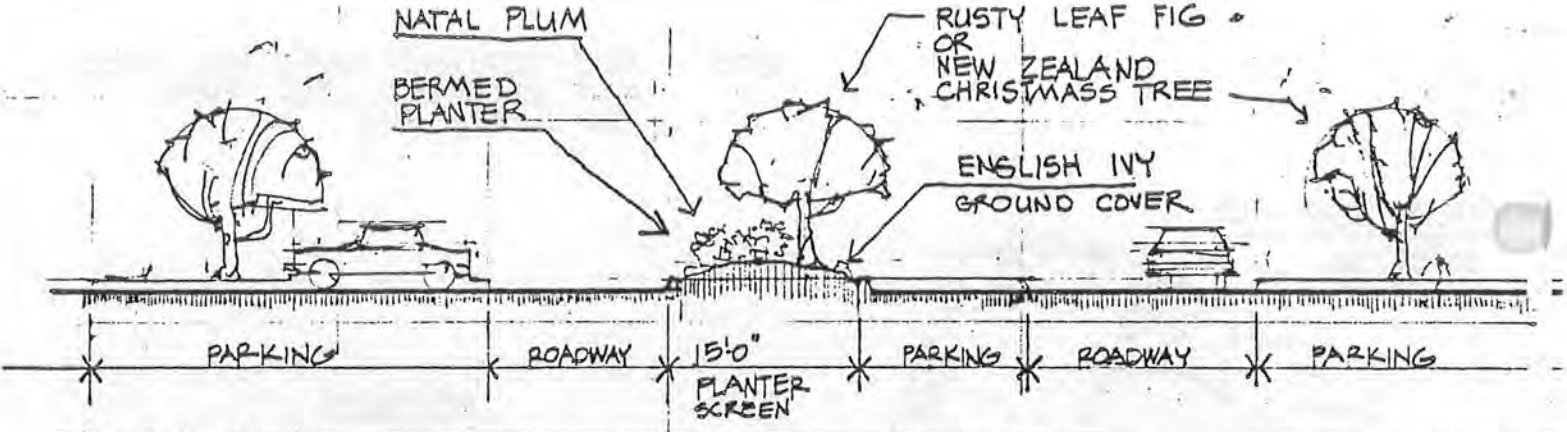 NATAL PLUM
BERMED
PLANTER
RUSTY LEAF FIG
OR
NEW ZEALAND
CHRISTMASS TREE
ENGLISH IVY
GROUND COVER
PARKING
ROADWAY
15'0"
PLANTER
SCREEN
PARKING
ROADWAY
PARKING